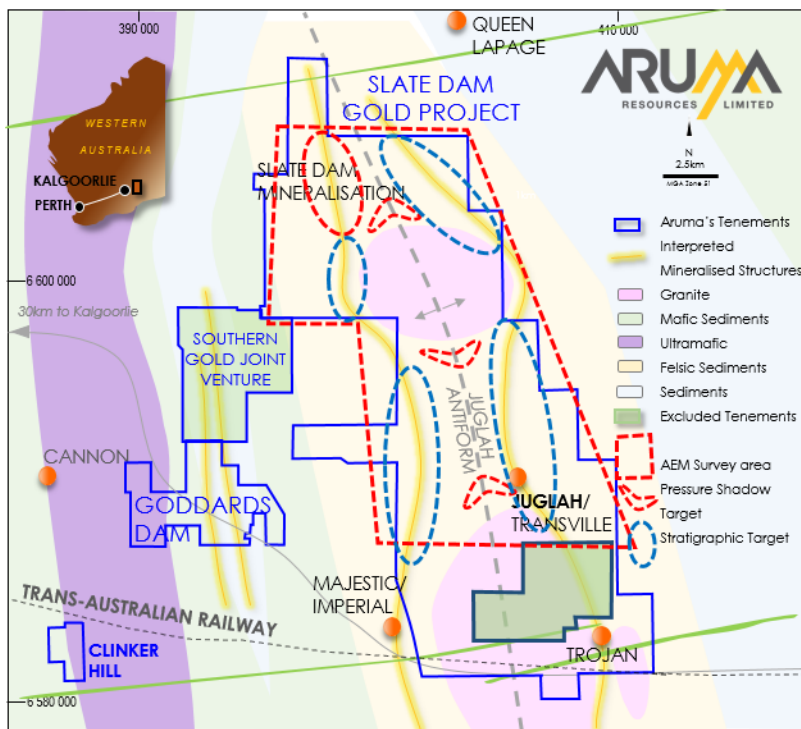 390 000
410 000
QUEEN
LAPAGE
ARUMA
RESOURCES LIMITED
SLATE DAM
GOLD PROJECT
WESTERN
AUSTRALIA
KALGOORLIE
PERTH
N
2.5km
MGA Zone 51
SLATE DAM
MINERALISATION
Aruma's Tenements
Interpreted
Mineralised Structures
Granite
Mafic Sediments
Ultramafic
Felsic Sediments
Sediments
Excluded Tenements
AEM Survey area
Pressure Shadow
Target
Stratigraphic Target
6 600 000
30km to Kalgoorlie
SOUTHERN
GOLD JOINT
VENTURE
JUGLAH
ANTIFORM
CANNON
GODDARDS
DAM
JUGLAH/
TRANSVILLE
MAJESTIC/
IMPERIAL
TRANS-AUSTRALIAN RAILWAY
CLINKER
HILL
TROJAN
6 580 000